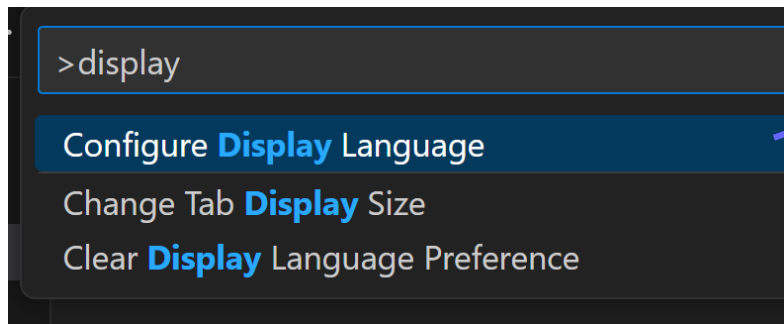 >display
Configure Display Language
Change Tab Display Size
Clear Display Language Preference